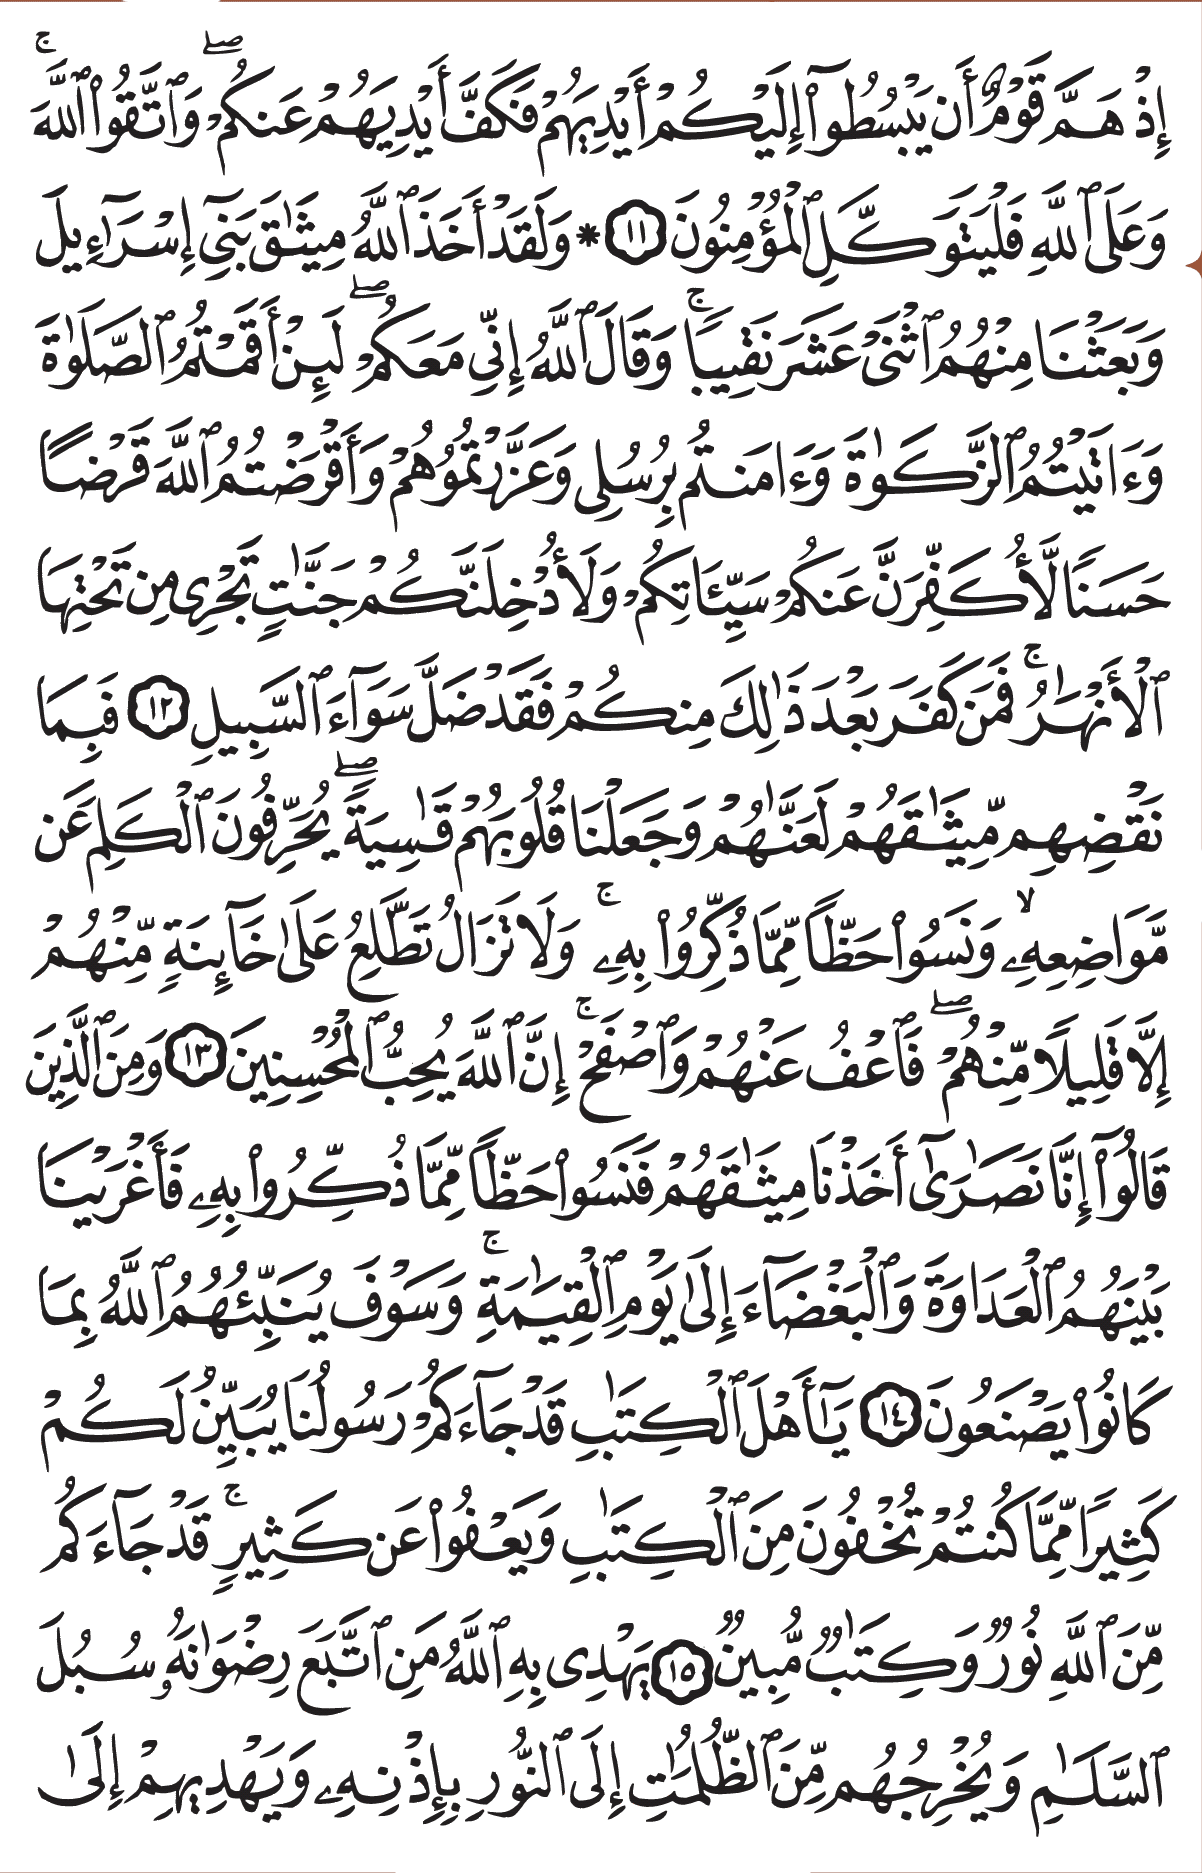 إِذْ هَمَّ قَوْمٌ أَن يَبْسُطُوٓا۟ إِلَيْكُمْ أَيْدِيَهُمْ فَكَفَّ أَيْدِيَهُمْ عَنكُمْ ۖ وَٱتَّقُوا۟ ٱللَّهَ ۚ
وَعَلَى ٱللَّهِ فَلْيَتَوَكَّلِ ٱلْمُؤْمِنُونَ ١١ * وَلَقَدْ أَخَذَ ٱللَّهُ مِيثَـٰقَ بَنِىٓ إِسْرَٰٓءِيلَ
وَبَعَثْنَا مِنْهُمُ ٱثْنَىْ عَشَرَ نَقِيبًا ۚ وَقَالَ ٱللَّهُ إِنِّى مَعَكُمْ ۖ لَئِنْ أَقَمْتُمُ ٱلصَّلَوٰةَ
وَءَاتَيْتُمُ ٱلزَّكَوٰةَ وَءَامَنتُم بِرُسُلِى وَعَزَّرْتُمُوهُمْ وَأَقْرَضْتُمُ ٱللَّهَ قَرْضًا
حَسَنًا لَّأُكَفِّرَنَّ عَنكُمْ سَيِّـَٔاتِكُمْ وَلَأُدْخِلَنَّكُمْ جَنَّـٰتٍ تَجْرِى مِن تَحْتِهَا
ٱلْأَنْهَـٰرُ ۚ فَمَن كَفَرَ بَعْدَ ذَٰلِكَ مِنكُمْ فَقَدْ ضَلَّ سَوَآءَ ٱلسَّبِيلِ ١٢ فَبِمَا
نَقْضِهِم مِّيثَـٰقَهُمْ لَعَنَّـٰهُمْ وَجَعَلْنَا قُلُوبَهُمْ قَـٰسِيَةً ۖ يُحَرِّفُونَ ٱلْكَلِمَ عَن
مَّوَاضِعِهِۦ ۙ وَنَسُوا۟ حَظًّا مِّمَّا ذُكِّرُوا۟ بِهِۦ ۚ وَلَا تَزَالُ تَطَّلِعُ عَلَىٰ خَآئِنَةٍ مِّنْهُمْ
إِلَّا قَلِيلًا مِّنْهُمْ ۖ فَٱعْفُ عَنْهُمْ وَٱصْفَحْ ۚ إِنَّ ٱللَّهَ يُحِبُّ ٱلْمُحْسِنِينَ ١٣ وَمِنَ ٱلَّذِينَ
قَالُوٓا۟ إِنَّا نَصَـٰرَىٰٓ أَخَذْنَا مِيثَـٰقَهُمْ فَنَسُوا۟ حَظًّا مِّمَّا ذُكِّرُوا۟ بِهِۦ فَأَغْرَيْنَا
بَيْنَهُمُ ٱلْعَدَاوَةَ وَٱلْبَغْضَآءَ إِلَىٰ يَوْمِ ٱلْقِيَـٰمَةِ ۚ وَسَوْفَ يُنَبِّئُهُمُ ٱللَّهُ بِمَا
كَانُوا۟ يَصْنَعُونَ ١٤ يَـٰٓأَهْلَ ٱلْكِتَـٰبِ قَدْ جَآءَكُمْ رَسُولُنَا يُبَيِّنُ لَكُمْ
كَثِيرًا مِّمَّا كُنتُمْ تُخْفُونَ مِنَ ٱلْكِتَـٰبِ وَيَعْفُوا۟ عَن كَثِيرٍ ۚ قَدْ جَآءَكُم
مِّنَ ٱللَّهِ نُورٌ وَكِتَـٰبٌ مُّبِينٌ ١٥ يَهْدِى بِهِ ٱللَّهُ مَنِ ٱتَّبَعَ رِضْوَٰنَهُۥ سُبُلَ
ٱلسَّلَـٰمِ وَيُخْرِجُهُم مِّنَ ٱلظُّلُمَـٰتِ إِلَى ٱلنُّورِ بِإِذْنِهِۦ وَيَهْدِيهِمْ إِلَىٰ